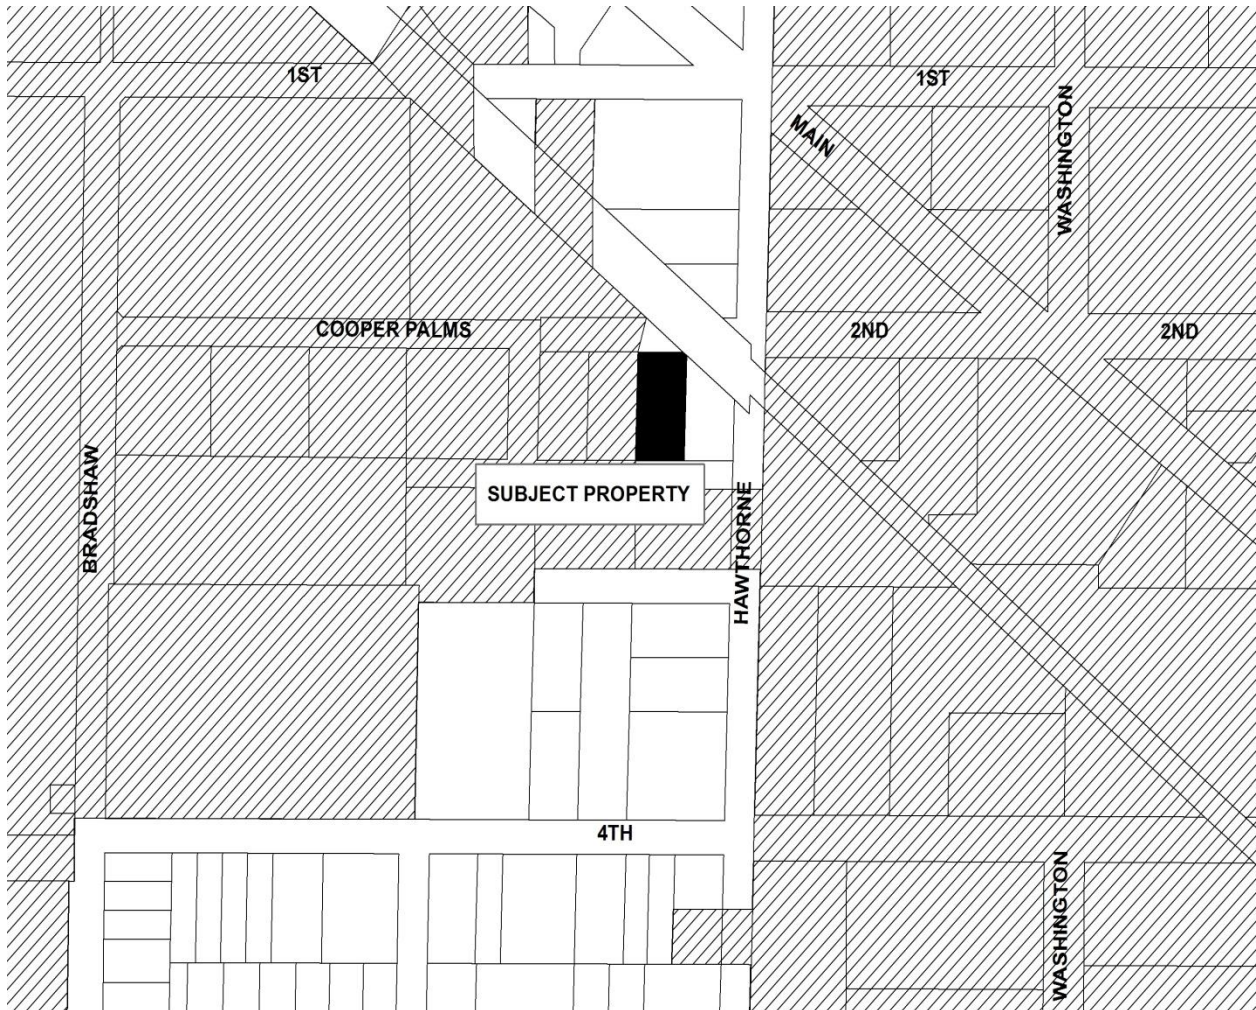 1ST
1ST
MAIN
WASHINGTON
COOPER PALMS
2ND
2ND
BRADSHAW
SUBJECT PROPERTY
HAWTHORNE
4TH
WASHINGTON